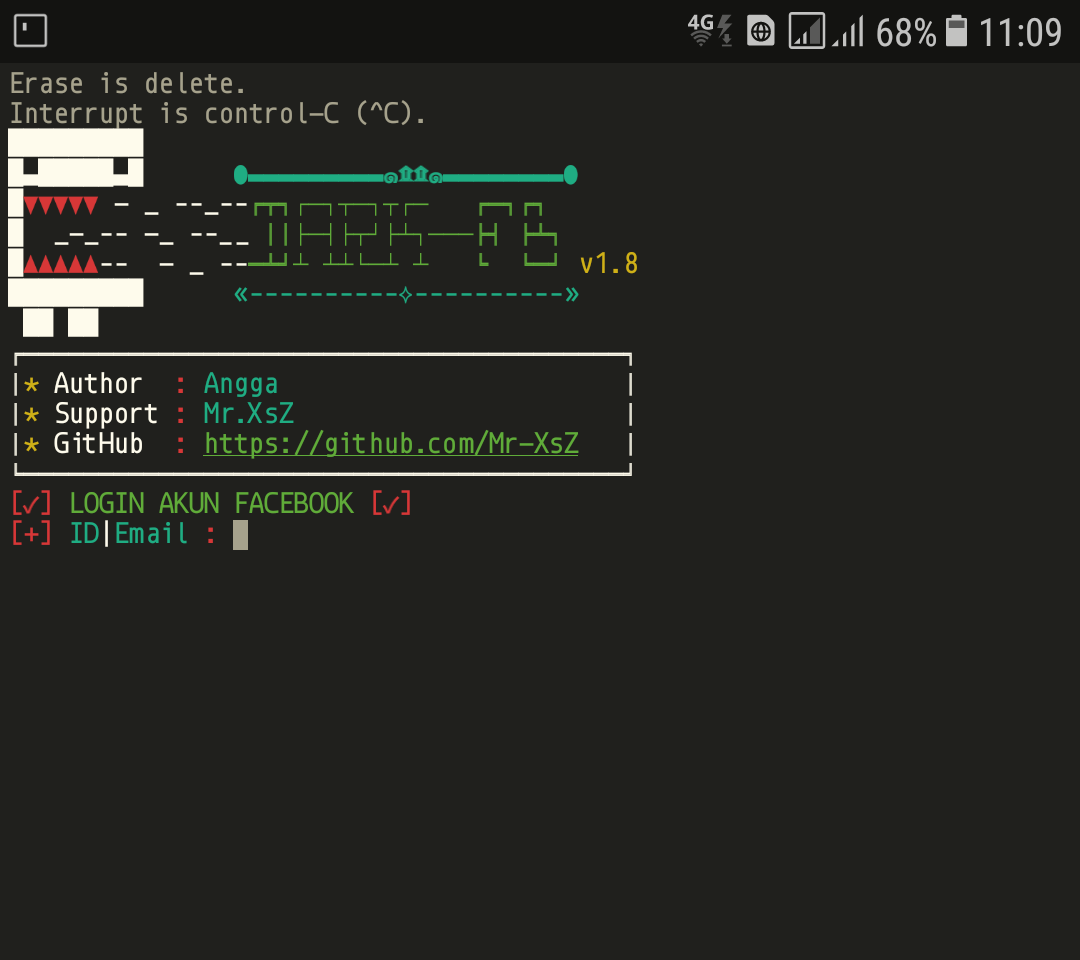 4G 68% 11:09
Erase is delete.
Interrupt is control-C (^C).
v1.8
* Author : Angga
* Support : Mr.XsZ
* GitHub : https://github.com/Mr-XsZ
[✓] LOGIN AKUN FACEBOOK [✓]
[+] ID|Email :